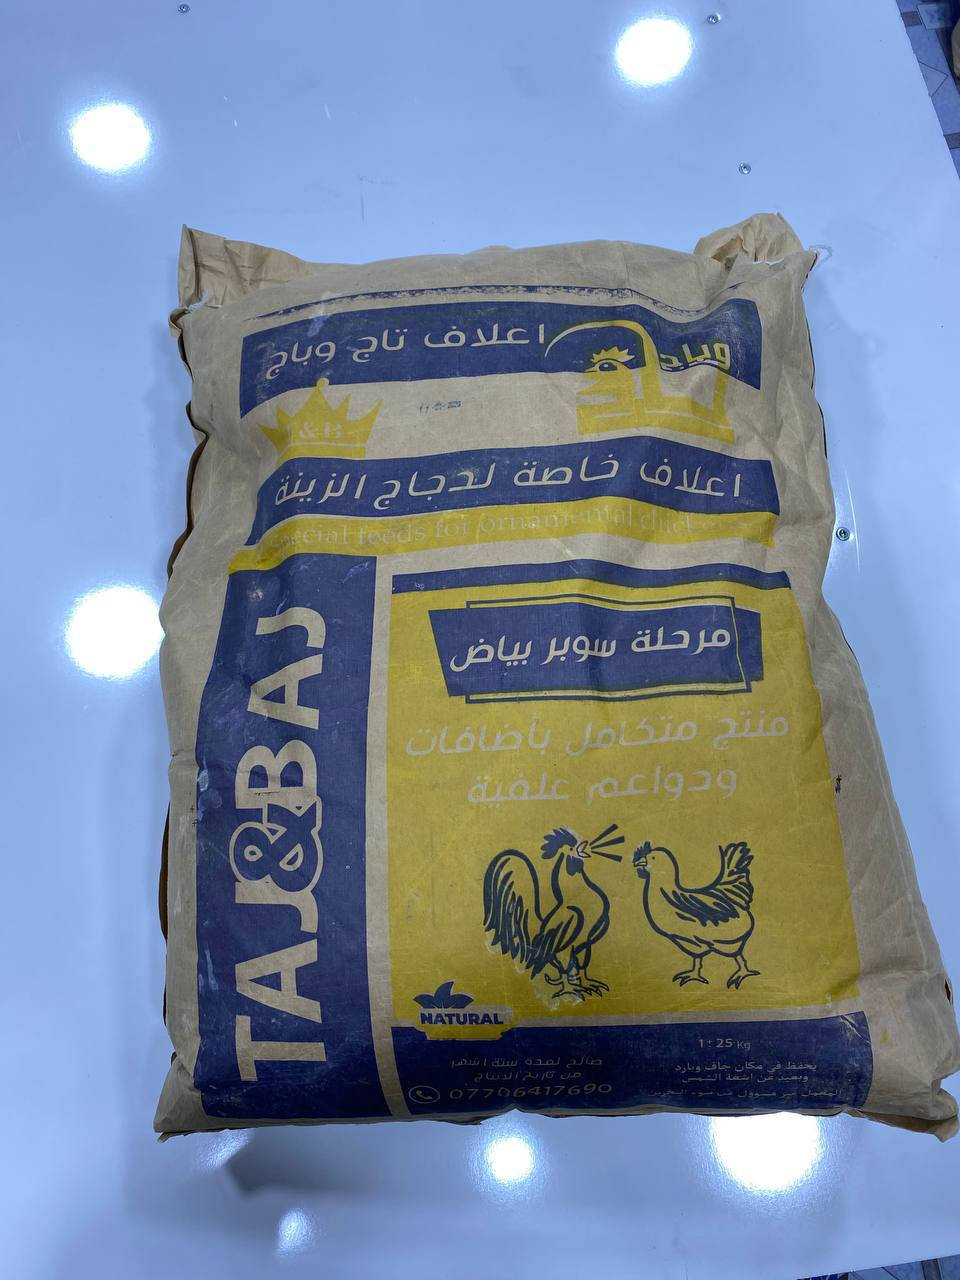 اعلاف تاج وباج
تاج وباج
T&B
اعلاف خاصة لدجاج الزينة
special feeds for ornamental chickens
TAJ&BAJ
مرحلة سوبر بياض
منتج متكامل بأضافات
ودواعم علفية
NATURAL
1± 25 Kg
صالح لمدة ستة اشهر
من تاريخ الانتاج
07706417690
يحفظ في مكان جاف وبارد
وبعيد عن اشعة الشمس